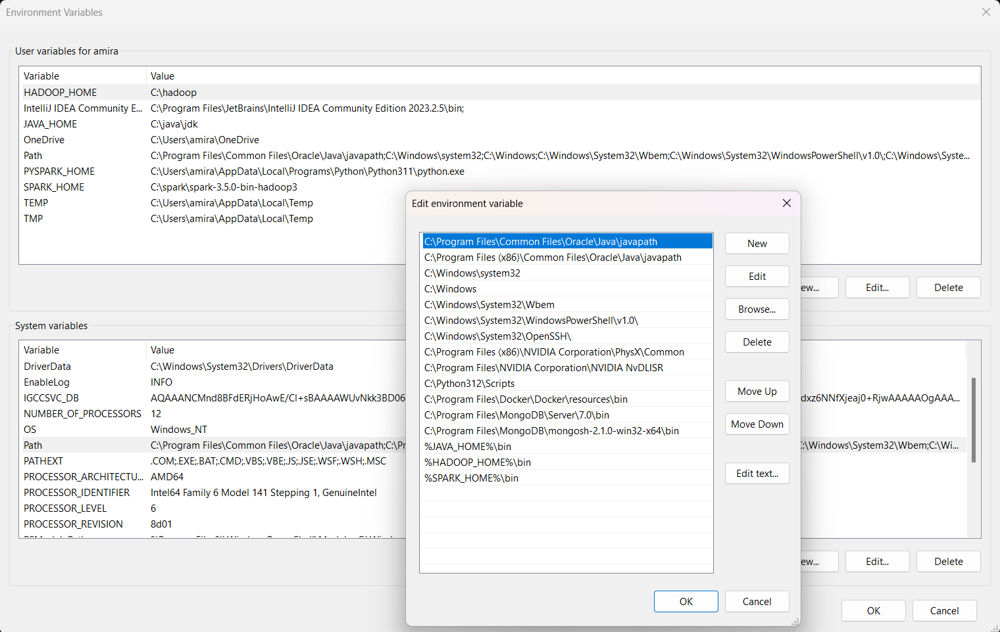 Environment Variables
User variables for amira
Variable Value
HADOOP_HOME C:\hadoop
IntelliJ IDEA Community E... C:\Program Files\JetBrains\IntelliJ IDEA Community Edition 2023.2.5\bin;
JAVA_HOME C:\java\jdk
OneDrive C:\Users\amira\OneDrive
Path C:\Program Files\Common Files\Oracle\Java\javapath;C:\Windows\system32;C:\Windows;C:\Windows\System32\Wbem;C:\Windows\System32\WindowsPowerShell\v1.0\;C:\Windows\Syste...
PYSPARK_HOME C:\Users\amira\AppData\Local\Programs\Python\Python311\python.exe
SPARK_HOME C:\spark\spark-3.5.0-bin-hadoop3
TEMP C:\Users\amira\AppData\Local\Temp
TMP C:\Users\amira\AppData\Local\Temp
ew... Edit... Delete
System variables
Variable Value
DriverData C:\Windows\System32\Drivers\DriverData
EnableLog INFO
IGCCSVC_DB AQAAANCMnd8BFdERjHoAwE/Cl+sBAAAAWUvNkk3BD06 dxz6NNfXjeaj0+RjwAAAAAOgAAA...
NUMBER_OF_PROCESSORS 12
OS Windows_NT
Path C:\Program Files\Common Files\Oracle\Java\javapath;C:\Pr C:\Windows\System32\Wbem;C:\Wi...
PATHEXT .COM;.EXE;.BAT;.CMD;.VBS;.VBE;.JS;.JSE;.WSF;.WSH;.MSC
PROCESSOR_ARCHITECTU... AMD64
PROCESSOR_IDENTIFIER Intel64 Family 6 Model 141 Stepping 1, GenuineIntel
PROCESSOR_LEVEL 6
PROCESSOR_REVISION 8d01
ew... Edit... Delete
OK Cancel
Edit environment variable
C:\Program Files\Common Files\Oracle\Java\javapath
C:\Program Files (x86)\Common Files\Oracle\Java\javapath
C:\Windows\system32
C:\Windows
C:\Windows\System32\Wbem
C:\Windows\System32\WindowsPowerShell\v1.0\
C:\Windows\System32\OpenSSH\
C:\Program Files (x86)\NVIDIA Corporation\PhysX\Common
C:\Program Files\NVIDIA Corporation\NVIDIA NvDLISR
C:\Python312\Scripts
C:\Program Files\Docker\Docker\resources\bin
C:\Program Files\MongoDB\Server\7.0\bin
C:\Program Files\MongoDB\mongosh-2.1.0-win32-x64\bin
%JAVA_HOME%\bin
%HADOOP_HOME%\bin
%SPARK_HOME%\bin
New
Edit
Browse...
Delete
Move Up
Move Down
Edit text...
OK Cancel